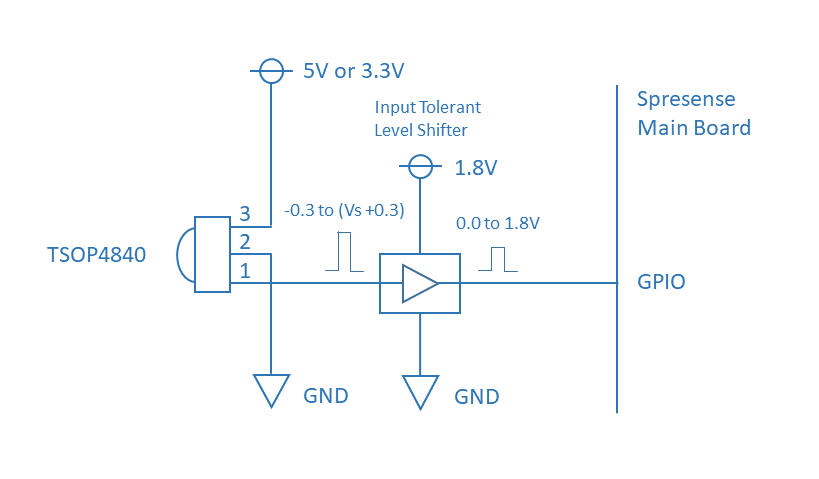 5V or 3.3V
Input Tolerant
Level Shifter
Spresense
Main Board
1.8V
3
-0.3 to (Vs +0.3)
0.0 to 1.8V
2
TSOP4840
1
GPIO
GND
GND